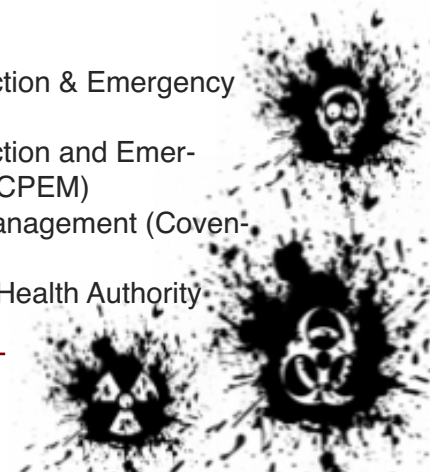 ction & Emergency
ction and Emer-
CPEM)
anagement (Coven-
Health Authority